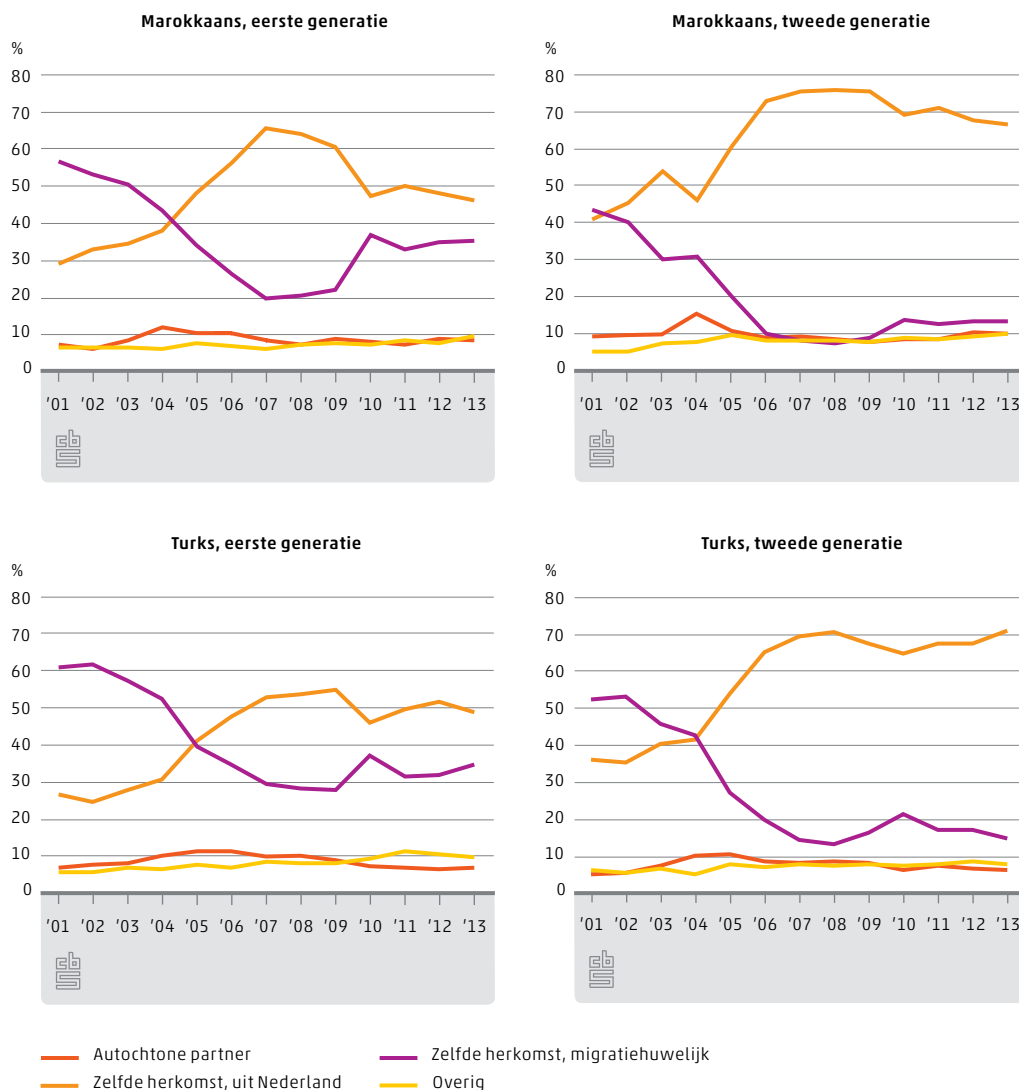 Marokkaans, eerste generatie
%
80
70
60
50
40
30
20
10
0
'01 '02 '03 '04 '05 '06 '07 '08 '09 '10 '11 '12 '13
cbs
Marokkaans, tweede generatie
%
80
70
60
50
40
30
20
10
0
'01 '02 '03 '04 '05 '06 '07 '08 '09 '10 '11 '12 '13
cbs
Turks, eerste generatie
%
80
70
60
50
40
30
20
10
0
'01 '02 '03 '04 '05 '06 '07 '08 '09 '10 '11 '12 '13
cbs
Turks, tweede generatie
%
80
70
60
50
40
30
20
10
0
'01 '02 '03 '04 '05 '06 '07 '08 '09 '10 '11 '12 '13
cbs
Autochtone partner
Zelfde herkomst, uit Nederland
Zelfde herkomst, migratiehuwelijk
Overig